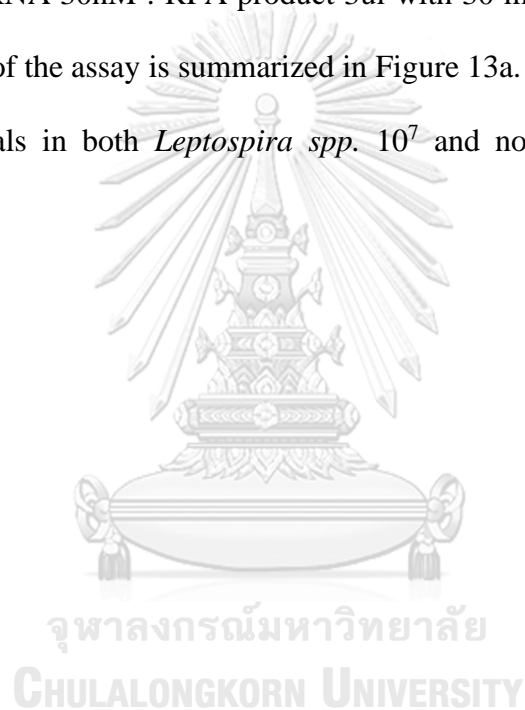 RNA 30nM : RPA product 3ul with 30 m
of the assay is summarized in Figure 13a.
als in both Leptospira spp. 10⁷ and no
จุฬาลงกรณ์มหาวิทยาลัย
CHULALONGKORN UNIVERSITY